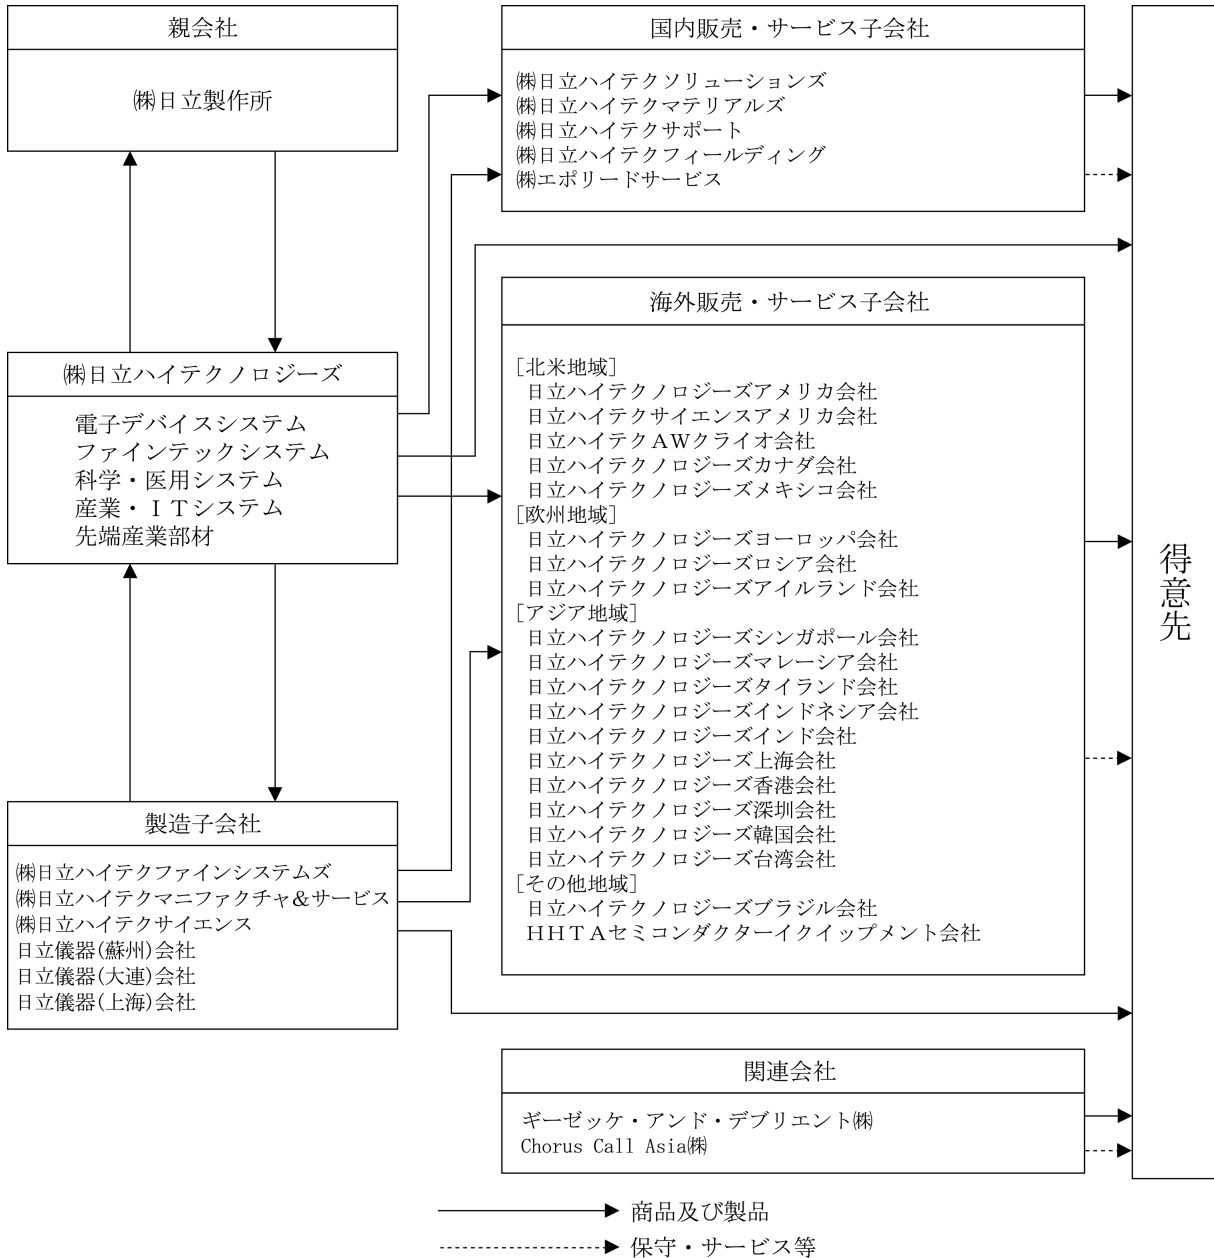 親会社
㈱日立製作所
㈱日立ハイテクノロジーズ
電子デバイスシステム
ファインテックシステム
科学・医用システム
産業・ＩＴシステム
先端産業部材
製造子会社
㈱日立ハイテクファインシステムズ
㈱日立ハイテクマニファクチャ＆サービス
㈱日立ハイテクサイエンス
日立儀器(蘇州)会社
日立儀器(大連)会社
日立儀器(上海)会社
国内販売・サービス子会社
㈱日立ハイテクソリューションズ
㈱日立ハイテクマテリアルズ
㈱日立ハイテクサポート
㈱日立ハイテクフィールディング
㈱エポリードサービス
海外販売・サービス子会社
[北米地域]
日立ハイテクノロジーズアメリカ会社
日立ハイテクサイエンスアメリカ会社
日立ハイテクＡＷクライオ会社
日立ハイテクノロジーズカナダ会社
日立ハイテクノロジーズメキシコ会社
[欧州地域]
日立ハイテクノロジーズヨーロッパ会社
日立ハイテクノロジーズロシア会社
日立ハイテクノロジーズアイルランド会社
[アジア地域]
日立ハイテクノロジーズシンガポール会社
日立ハイテクノロジーズマレーシア会社
日立ハイテクノロジーズタイランド会社
日立ハイテクノロジーズインドネシア会社
日立ハイテクノロジーズインド会社
日立ハイテクノロジーズ上海会社
日立ハイテクノロジーズ香港会社
日立ハイテクノロジーズ深圳会社
日立ハイテクノロジーズ韓国会社
日立ハイテクノロジーズ台湾会社
[その他地域]
日立ハイテクノロジーズブラジル会社
ＨＨＴＡセミコンダクターイクイップメント会社
関連会社
ギーゼッケ・アンド・デブリエント㈱
Chorus Call Asia㈱
得意先
商品及び製品
保守・サービス等